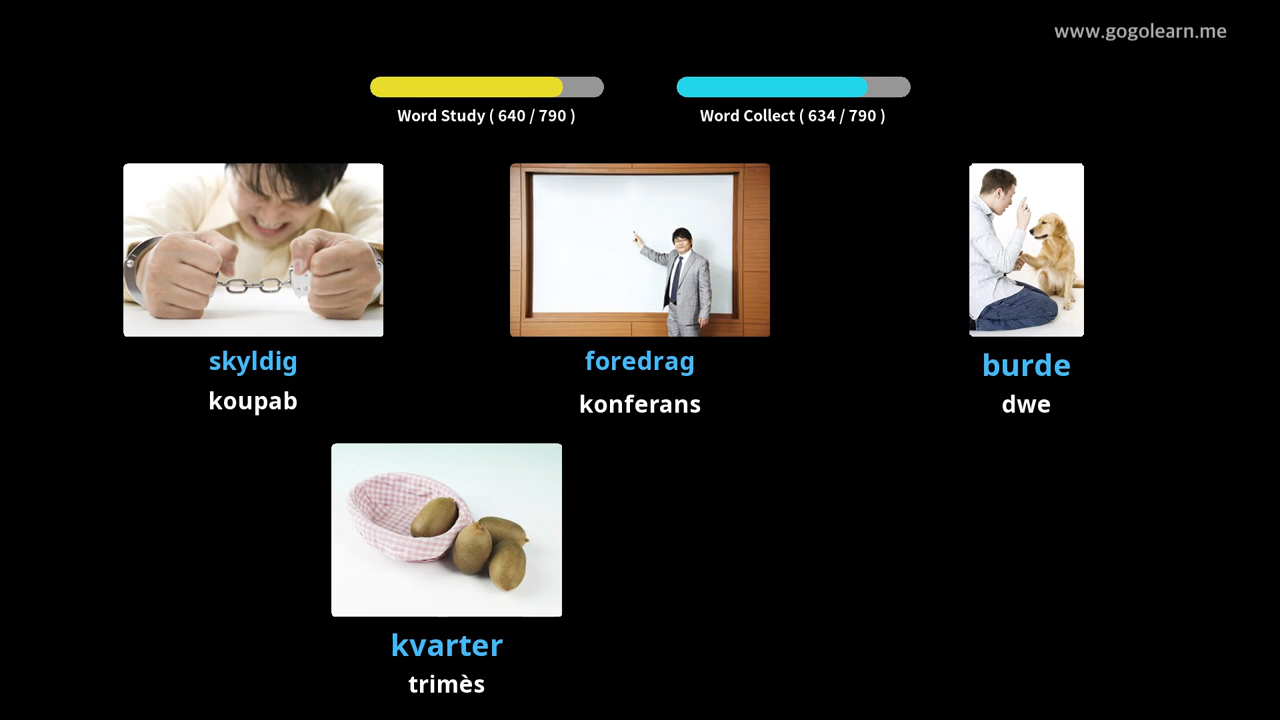 www.gogolearn.me
Word Study ( 640 / 790 )
Word Collect ( 634 / 790 )
skyldig
koupab
foredrag
konferans
burde
dwe
kvarter
trimès